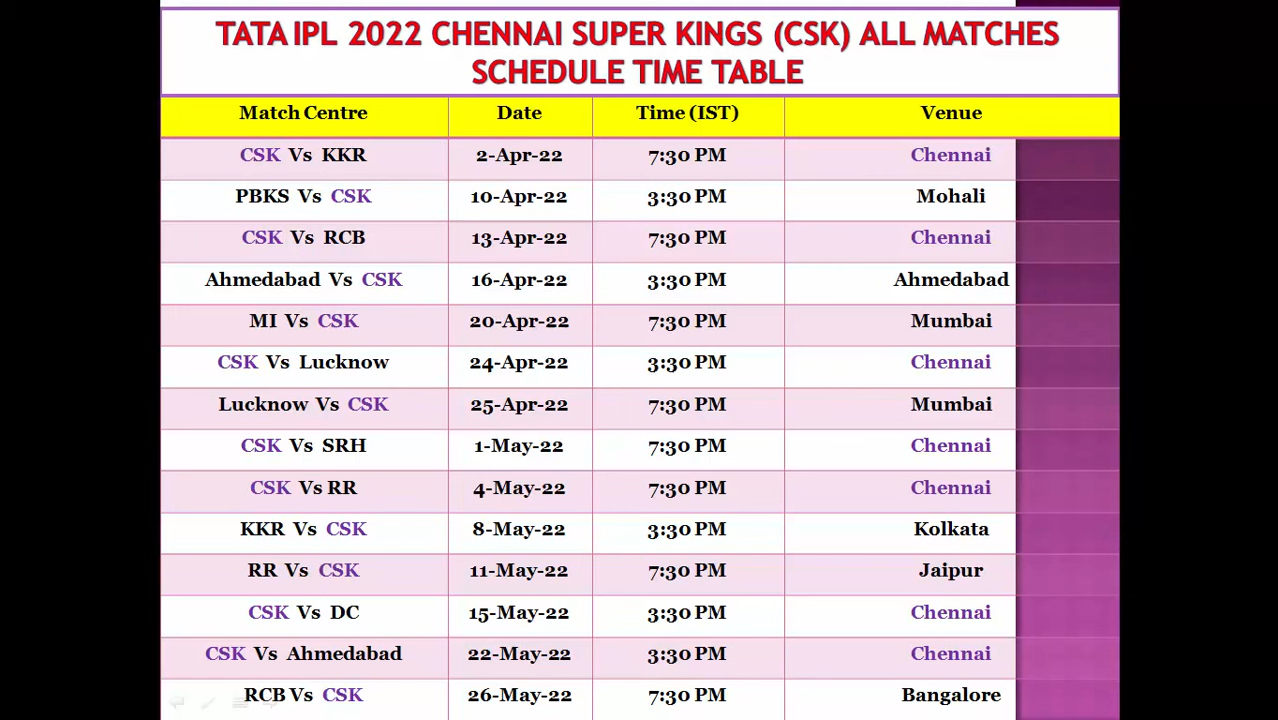 TATA IPL 2022 CHENNAI SUPER KINGS (CSK) ALL MATCHES
SCHEDULE TIME TABLE
Match Centre Date Time (IST) Venue
CSK Vs KKR 2-Apr-22 7:30 PM Chennai
PBKS Vs CSK 10-Apr-22 3:30 PM Mohali
CSK Vs RCB 13-Apr-22 7:30 PM Chennai
Ahmedabad Vs CSK 16-Apr-22 3:30 PM Ahmedabad
MI Vs CSK 20-Apr-22 7:30 PM Mumbai
CSK Vs Lucknow 24-Apr-22 3:30 PM Chennai
Lucknow Vs CSK 25-Apr-22 7:30 PM Mumbai
CSK Vs SRH 1-May-22 7:30 PM Chennai
CSK Vs RR 4-May-22 7:30 PM Chennai
KKR Vs CSK 8-May-22 3:30 PM Kolkata
RR Vs CSK 11-May-22 7:30 PM Jaipur
CSK Vs DC 15-May-22 3:30 PM Chennai
CSK Vs Ahmedabad 22-May-22 3:30 PM Chennai
RCB Vs CSK 26-May-22 7:30 PM Bangalore